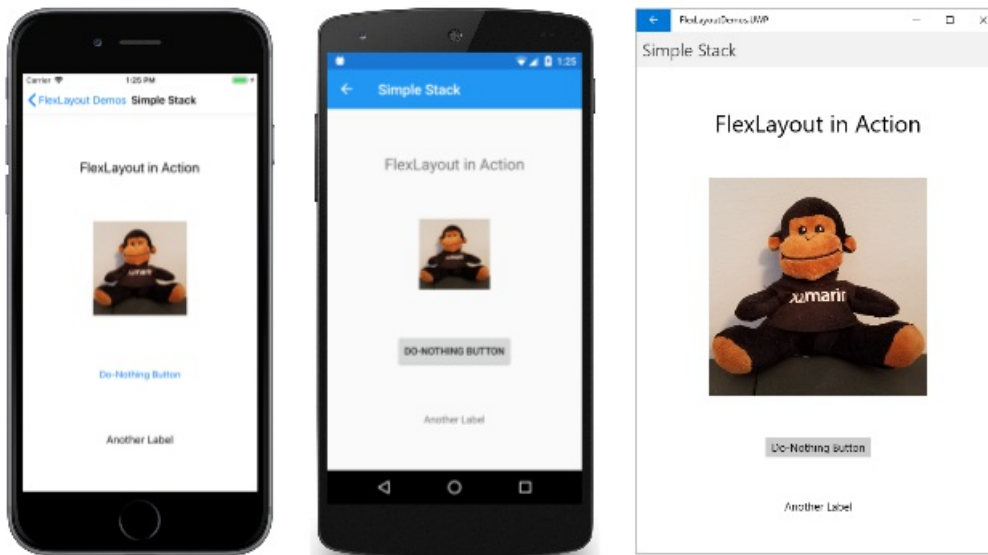 Carrier 1:25 PM
FlexLayout Demos Simple Stack
FlexLayout in Action
Do-Nothing Button
Another Label
1:25
Simple Stack
FlexLayout in Action
DO-NOTHING BUTTON
Another Label
FlexLayoutDemos.UWP
Simple Stack
FlexLayout in Action
Do-Nothing Button
Another Label